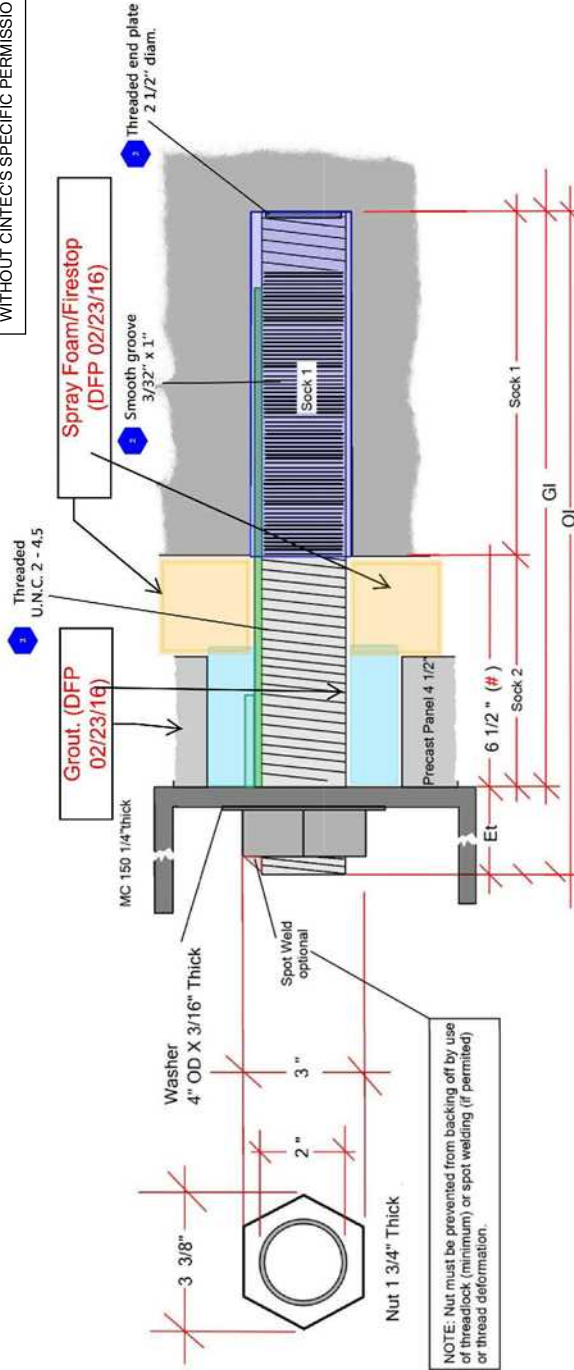 WITHOUT CINTEC'S SPECIFIC PERMISSIO
Threaded end plate
2 1/2" diam.
Spray Foam/Firestop
(DFP 02/23/16)
Smooth groove
3/32" x 1"
Threaded
U.N.C. 2 - 4.5
Grout. (DFP
02/23/16)
MC 150 1/4"thick
Washer
4" OD X 3/16" Thick
Spot Weld
optional
3 3/8"
2 "
3 "
Nut 1 3/4" Thick
NOTE: Nut must be prevented from backing off by use
of threadlock (minimum) or spot welding (if permited)
or thread deformation.
Sock 1
Precast Panel 4 1/2"
6 1/2 " (#)
Et
Sock 2
Sock 1
Gl
Ol